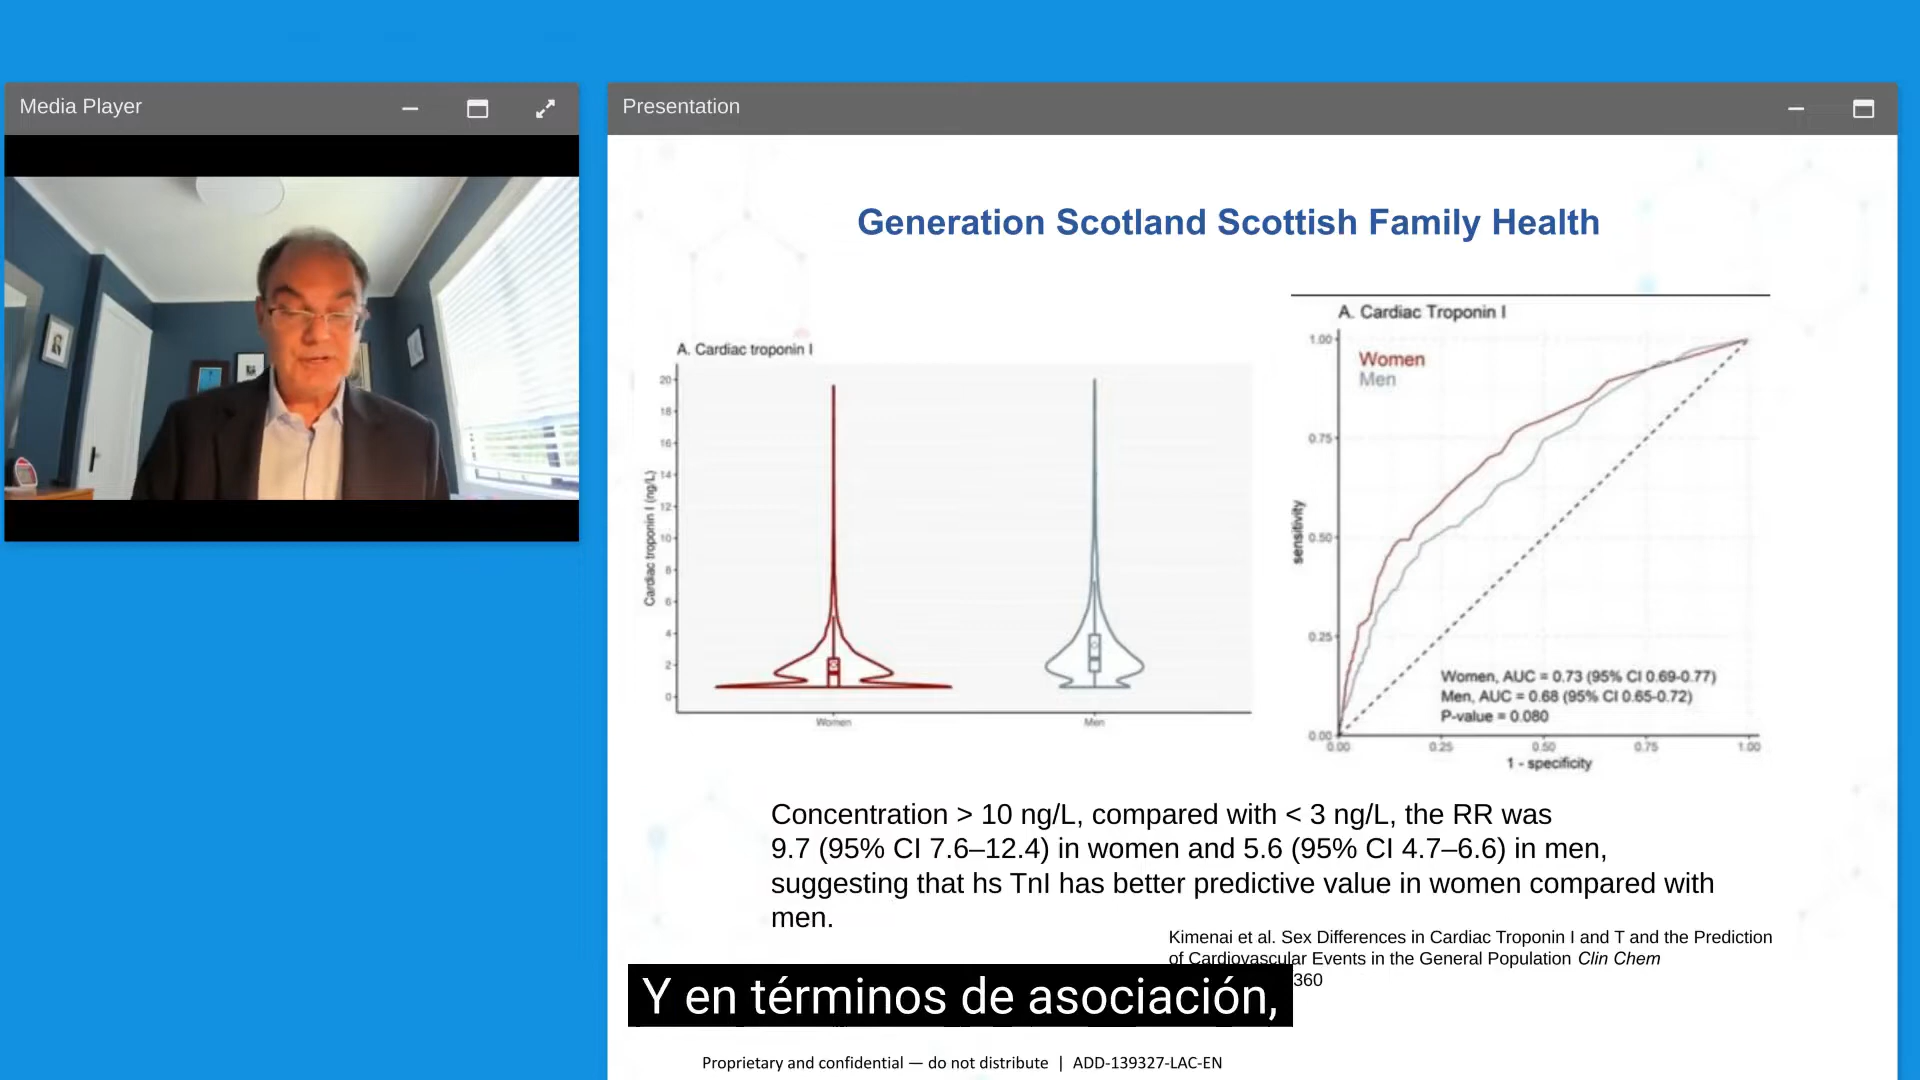 Media Player
Presentation
Generation Scotland Scottish Family Health
A. Cardiac troponin I
20
18
16
14
12
10
8
6
4
2
0
Cardiac troponin I (ng/L)
Women
Men
A. Cardiac Troponin I
Women
Men
1.00
0.75
0.50
0.25
0.00
sensitivity
Women, AUC = 0.73 (95% CI 0.69-0.77)
Men, AUC = 0.68 (95% CI 0.65-0.72)
P-value = 0.080
0.00 0.25 0.50 0.75 1.00
1 - specificity
Concentration > 10 ng/L, compared with < 3 ng/L, the RR was
9.7 (95% CI 7.6–12.4) in women and 5.6 (95% CI 4.7–6.6) in men,
suggesting that hs TnI has better predictive value in women compared with
men.
Kimenai et al. Sex Differences in Cardiac Troponin I and T and the Prediction
of Cardiovascular Events in the General Population Clin Chem
360
Y en términos de asociación,
Proprietary and confidential — do not distribute | ADD-139327-LAC-EN